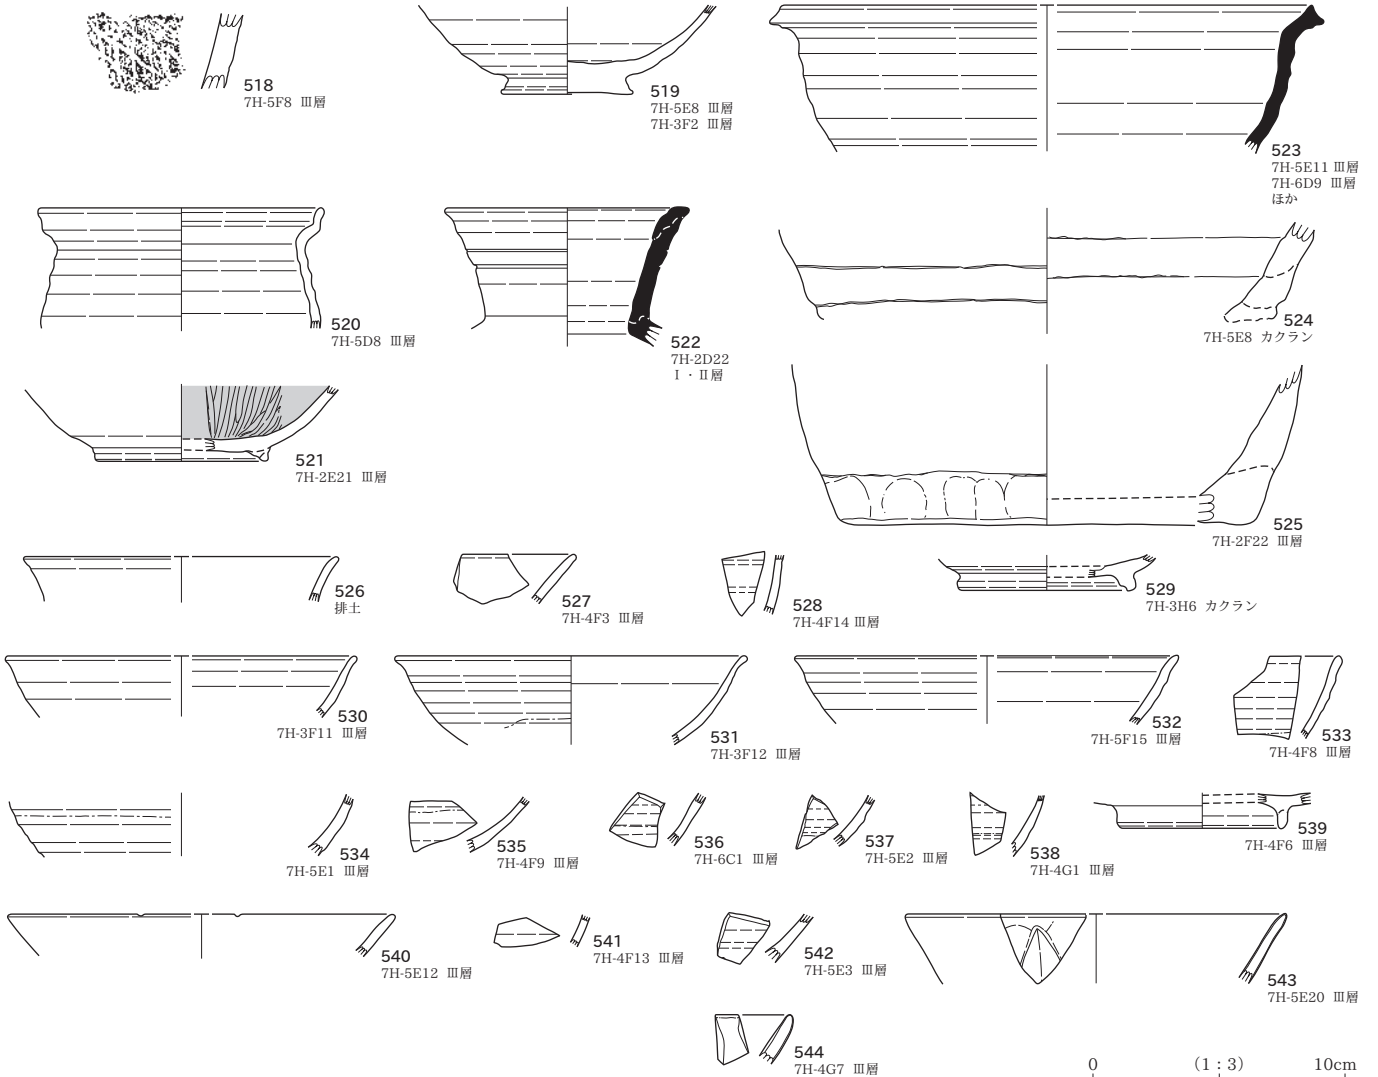 518
7H-5F8 Ⅲ層
519
7H-5E8 Ⅲ層
7H-3F2 Ⅲ層
523
7H-5E11 Ⅲ層
7H-6D9 Ⅲ層
ほか
520
7H-5D8 Ⅲ層
522
7H-2D22
Ⅰ・Ⅱ層
524
7H-5E8 カクラン
521
7H-2E21 Ⅲ層
525
7H-2F22 Ⅲ層
526
排土
527
7H-4F3 Ⅲ層
528
7H-4F14 Ⅲ層
529
7H-3H6 カクラン
530
7H-3F11 Ⅲ層
531
7H-3F12 Ⅲ層
532
7H-5F15 Ⅲ層
533
7H-4F8 Ⅲ層
534
7H-5E1 Ⅲ層
535
7H-4F9 Ⅲ層
536
7H-6C1 Ⅲ層
537
7H-5E2 Ⅲ層
538
7H-4G1 Ⅲ層
539
7H-4F6 Ⅲ層
540
7H-5E12 Ⅲ層
541
7H-4F13 Ⅲ層
542
7H-5E3 Ⅲ層
543
7H-5E20 Ⅲ層
544
7H-4G7 Ⅲ層
0 (1：3) 10cm